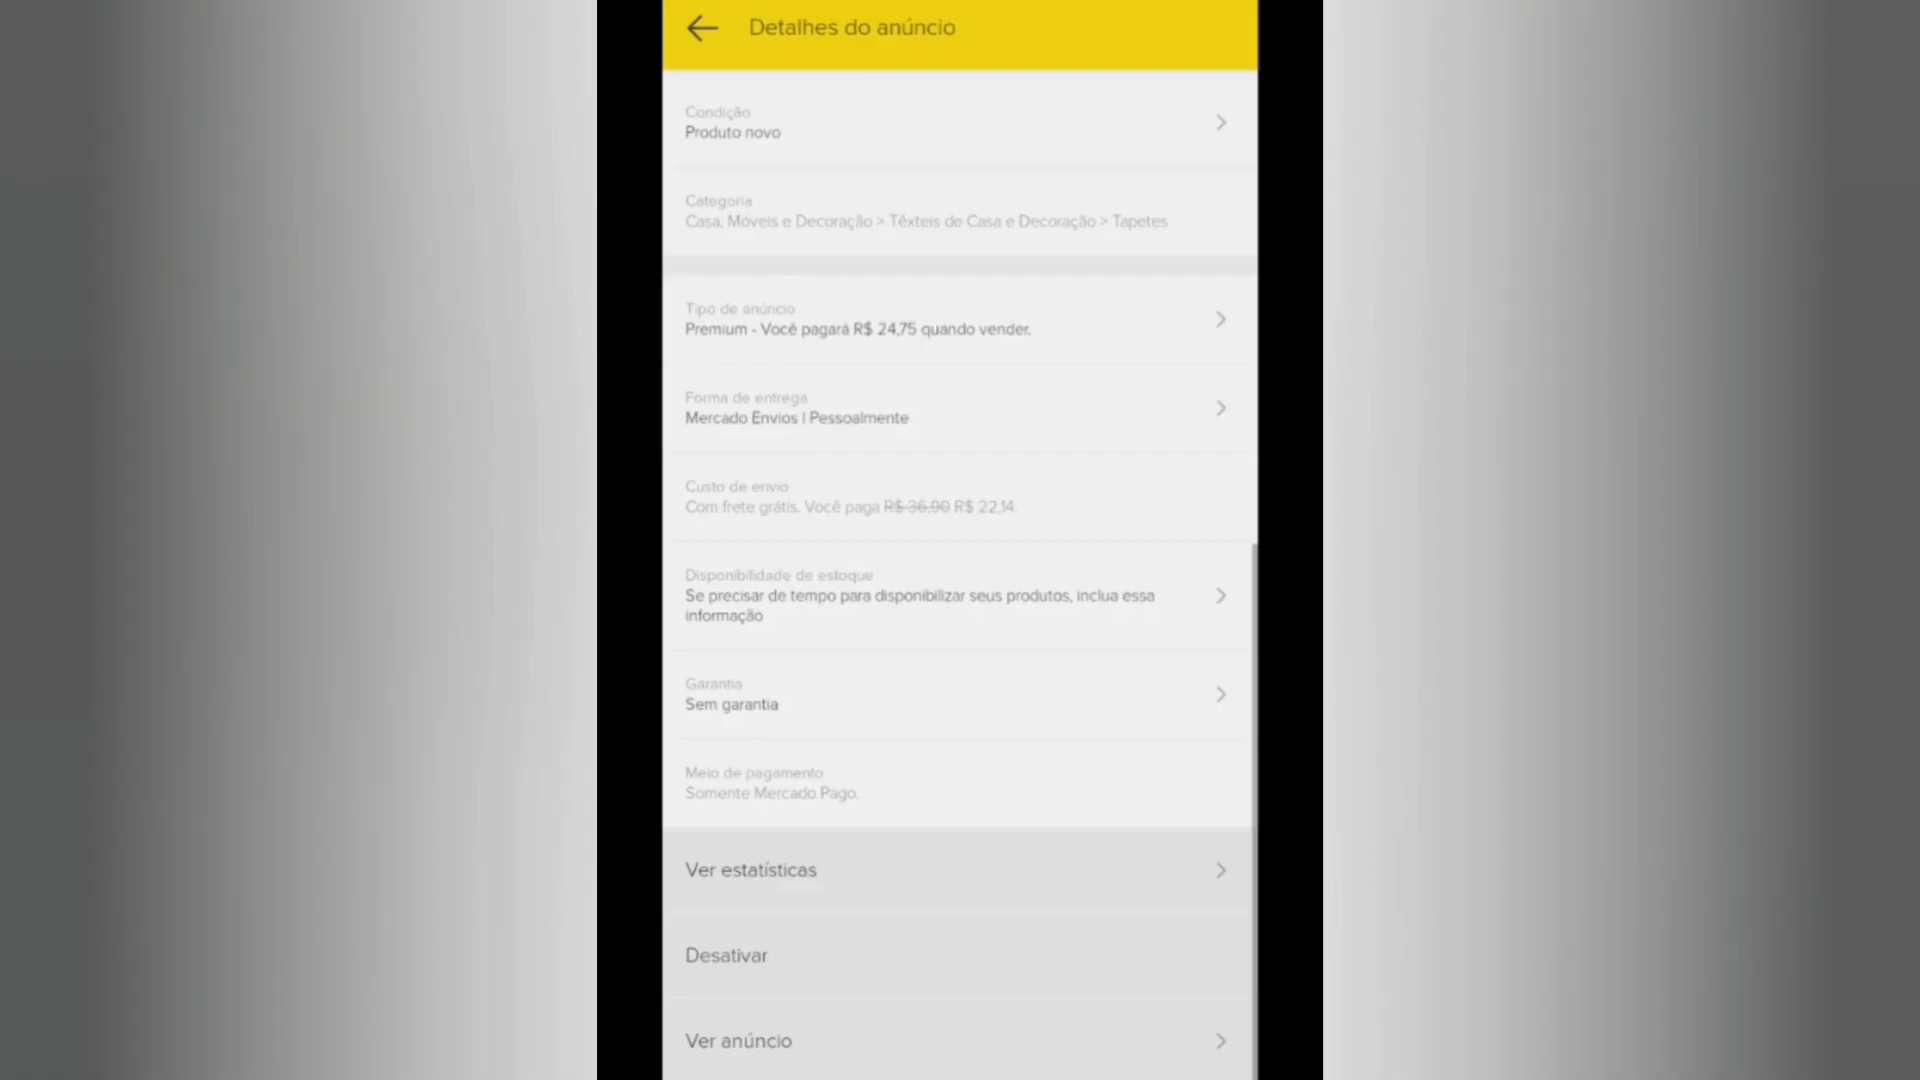 Detalhes do anúncio
Condição
Produto novo
Categoria
Casa, Móveis e Decoração > Têxteis de Casa e Decoração > Tapetes
Tipo de anúncio
Premium - Você pagará R$ 24,75 quando vender.
Forma de entrega
Mercado Envios | Pessoalmente
Custo de envio
Com frete grátis. Você paga R$ 36,90 R$ 22,14.
Disponibilidade de estoque
Se precisar de tempo para disponibilizar seus produtos, inclua essa
informação
Garantia
Sem garantia
Meio de pagamento
Somente Mercado Pago.
Ver estatísticas
Desativar
Ver anúncio